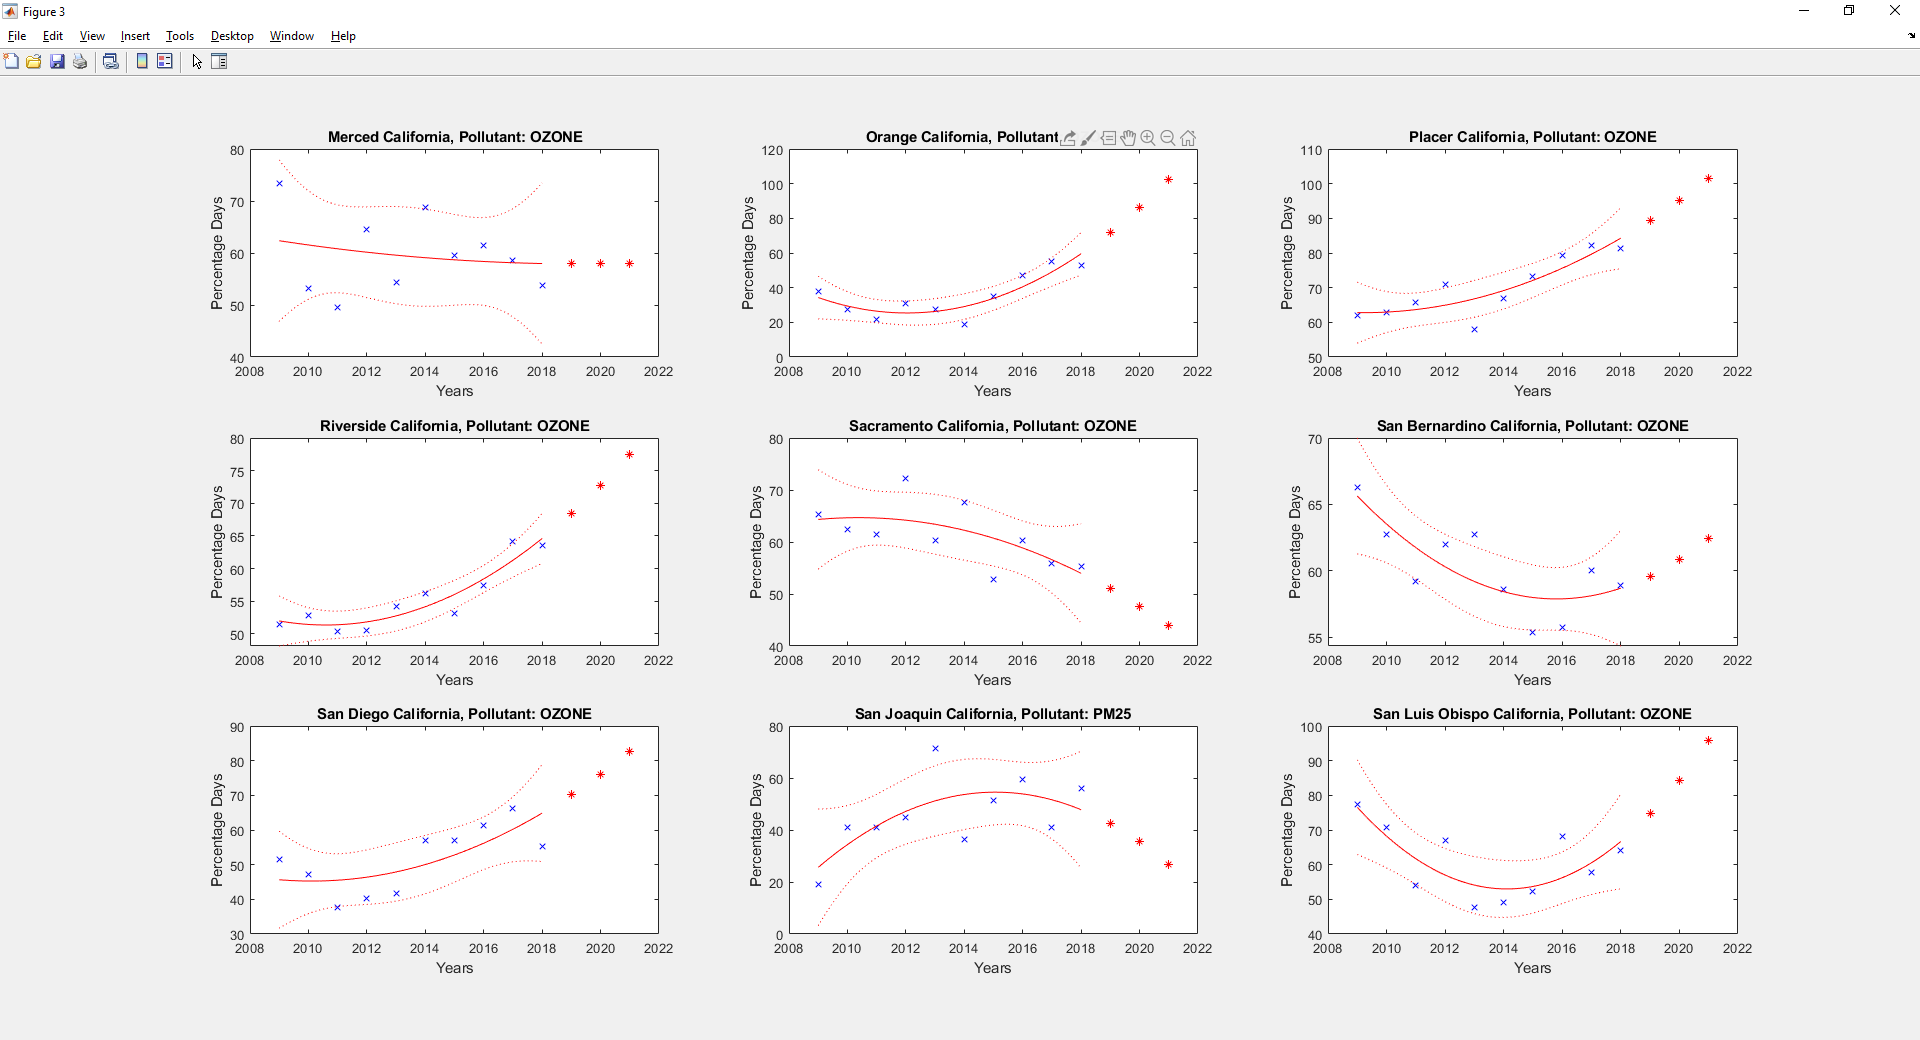 Figure 3
File Edit View Insert Tools Desktop Window Help
Merced California, Pollutant: OZONE
Percentage Days
80
70
60
50
40
2008 2010 2012 2014 2016 2018 2020 2022
Years
Orange California, Pollutant
Percentage Days
120
100
80
60
40
20
0
2008 2010 2012 2014 2016 2018 2020 2022
Years
Placer California, Pollutant: OZONE
Percentage Days
110
100
90
80
70
60
50
2008 2010 2012 2014 2016 2018 2020 2022
Years
Riverside California, Pollutant: OZONE
Percentage Days
80
75
70
65
60
55
50
2008 2010 2012 2014 2016 2018 2020 2022
Years
Sacramento California, Pollutant: OZONE
Percentage Days
80
70
60
50
40
2008 2010 2012 2014 2016 2018 2020 2022
Years
San Bernardino California, Pollutant: OZONE
Percentage Days
70
65
60
55
2008 2010 2012 2014 2016 2018 2020 2022
Years
San Diego California, Pollutant: OZONE
Percentage Days
90
80
70
60
50
40
30
2008 2010 2012 2014 2016 2018 2020 2022
Years
San Joaquin California, Pollutant: PM25
Percentage Days
80
60
40
20
0
2008 2010 2012 2014 2016 2018 2020 2022
Years
San Luis Obispo California, Pollutant: OZONE
Percentage Days
100
90
80
70
60
50
40
2008 2010 2012 2014 2016 2018 2020 2022
Years